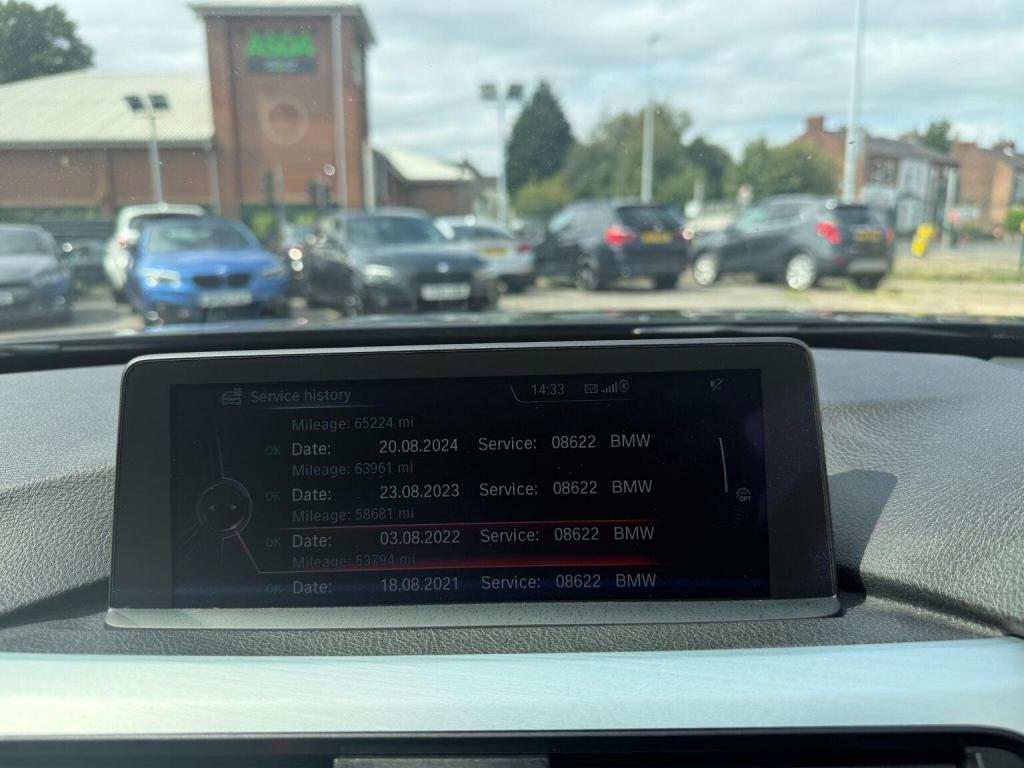 ASDA
Service history
14:33
Mileage: 65224 mi
OK Date: 20.08.2024 Service: 08622 BMW
Mileage: 63961 mi
OK Date: 23.08.2023 Service: 08622 BMW
Mileage: 58681 mi
OK Date: 03.08.2022 Service: 08622 BMW
Mileage: 53794 mi
OK Date: 18.08.2021 Service: 08622 BMW
OPT